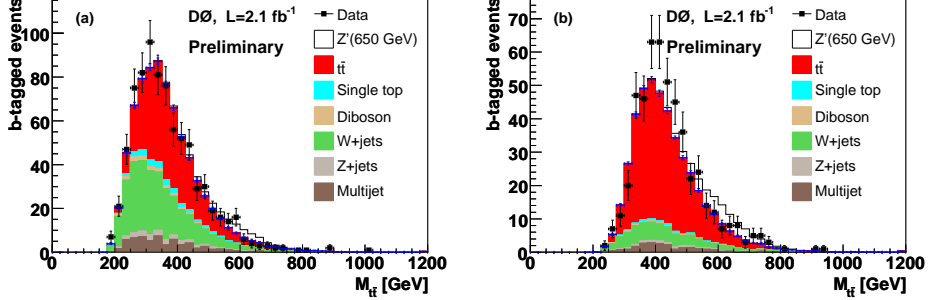 (a)
DØ, L=2.1 fb-1
Preliminary
Data
Z'(650 GeV)
tt̄
Single top
Diboson
W+jets
Z+jets
Multijet
b-tagged events
100
80
60
40
20
0
0 200 400 600 800 1000 1200
Mtt̄ [GeV]
(b)
DØ, L=2.1 fb-1
Preliminary
Data
Z'(650 GeV)
tt̄
Single top
Diboson
W+jets
Z+jets
Multijet
b-tagged events
70
60
50
40
30
20
10
0
0 200 400 600 800 1000 1200
Mtt̄ [GeV]